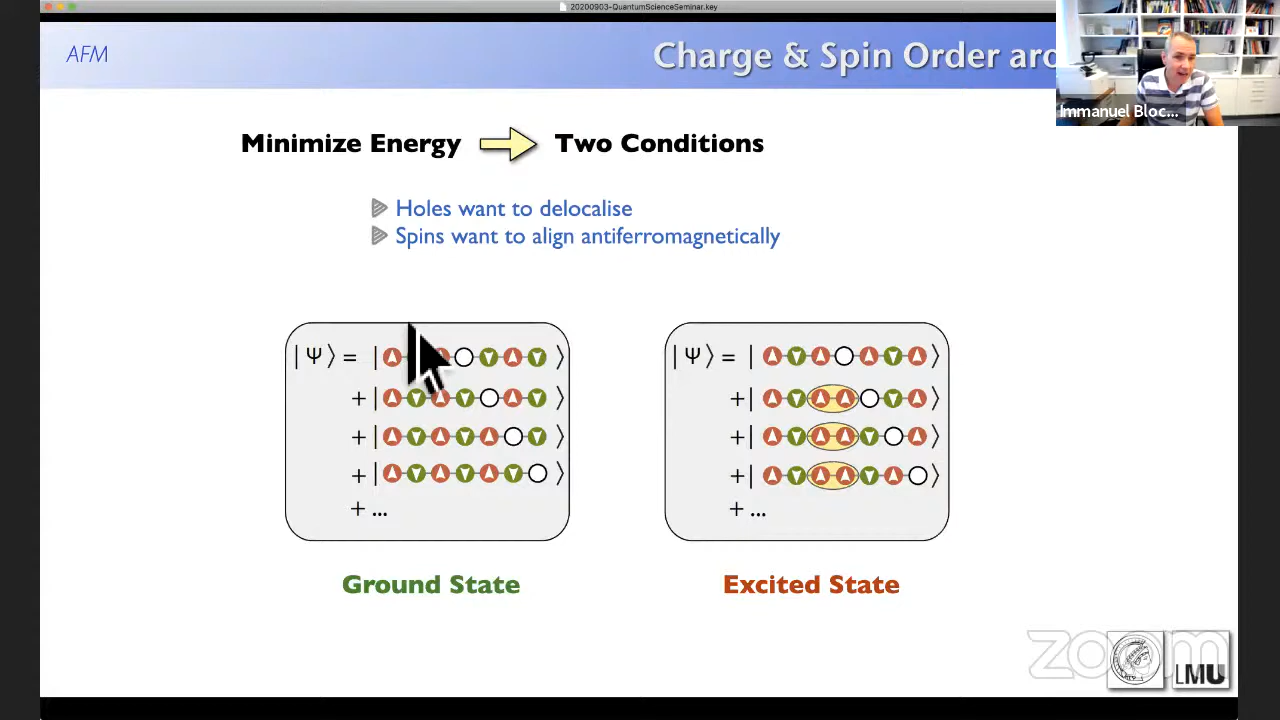 20200903-QuantumScienceSeminar.key
AFM
Charge & Spin Order aro
Immanuel Bloc...
Minimize Energy
Two Conditions
Holes want to delocalise
Spins want to align antiferromagnetically
| Ψ ⟩ = | ⟩
+ | ⟩
+ | ⟩
+ | ⟩
+ ...
| Ψ ⟩ = | ⟩
+ | ⟩
+ | ⟩
+ | ⟩
+ ...
Ground State
Excited State
zoom
LMU